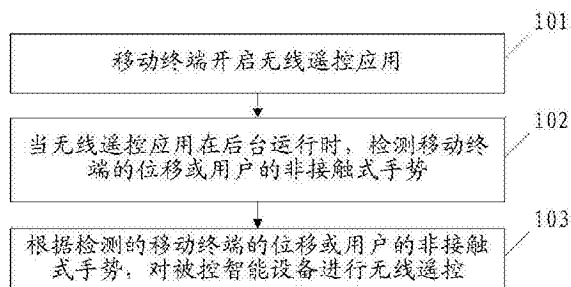 101
移动终端开启无线遥控应用
102
当无线遥控应用在后台运行时，检测移动终
端的位移或用户的非接触式手势
103
根据检测的移动终端的位移或用户的非接触
式手势，对被控智能设备进行无线遥控